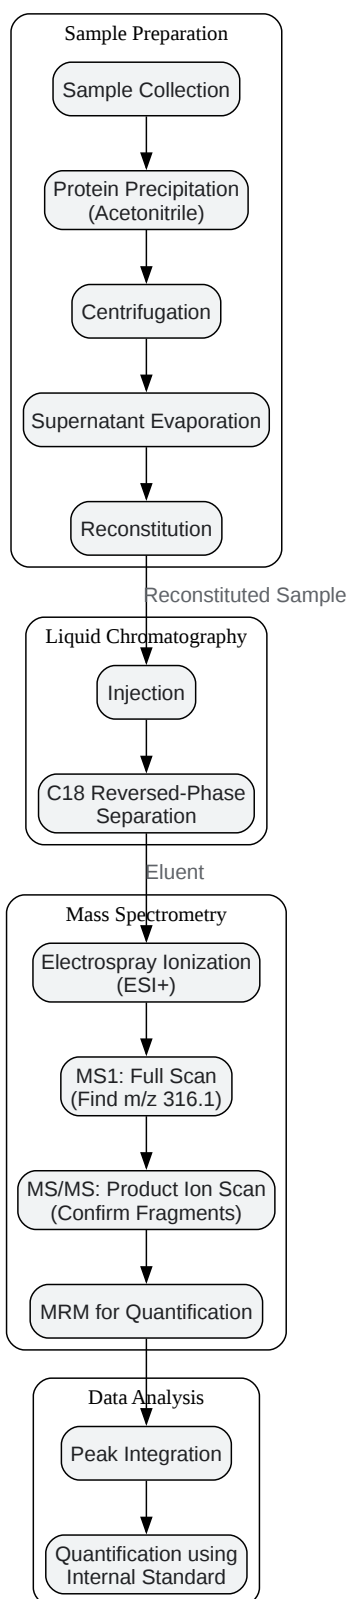 Sample Preparation
Sample Collection
Protein Precipitation
(Acetonitrile)
Centrifugation
Supernatant Evaporation
Reconstitution
Reconstituted Sample
Liquid Chromatography
Injection
C18 Reversed-Phase
Separation
Eluent
Mass Spectrometry
Electrospray Ionization
(ESI+)
MS1: Full Scan
(Find m/z 316.1)
MS/MS: Product Ion Scan
(Confirm Fragments)
MRM for Quantification
Data Analysis
Peak Integration
Quantification using
Internal Standard